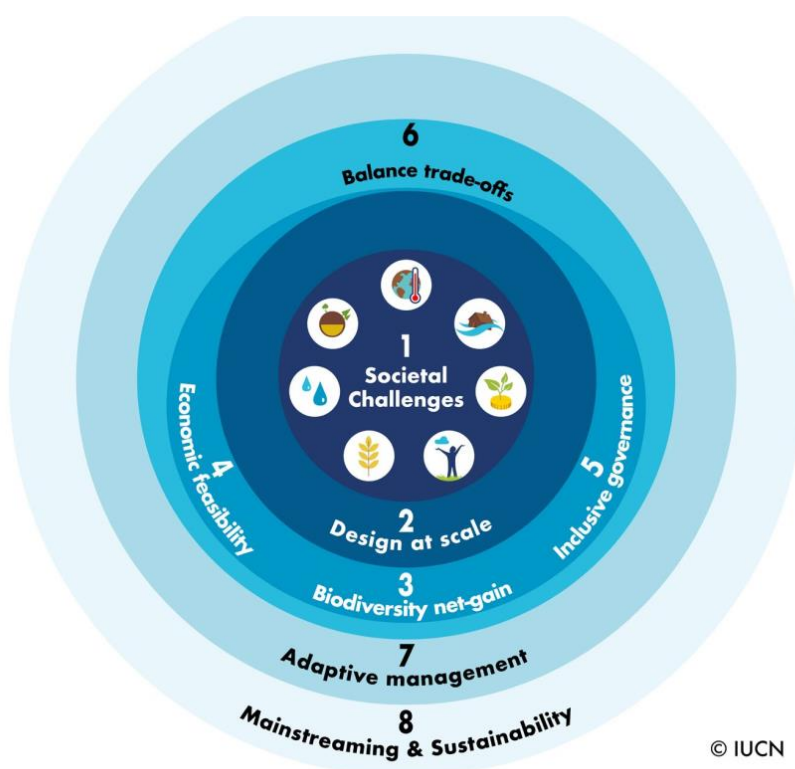 6
Balance trade-offs
1
Societal
Challenges
4
Economic feasibility
5
Inclusive governance
2
Design at scale
3
Biodiversity net-gain
7
Adaptive management
8
Mainstreaming & Sustainability
© IUCN